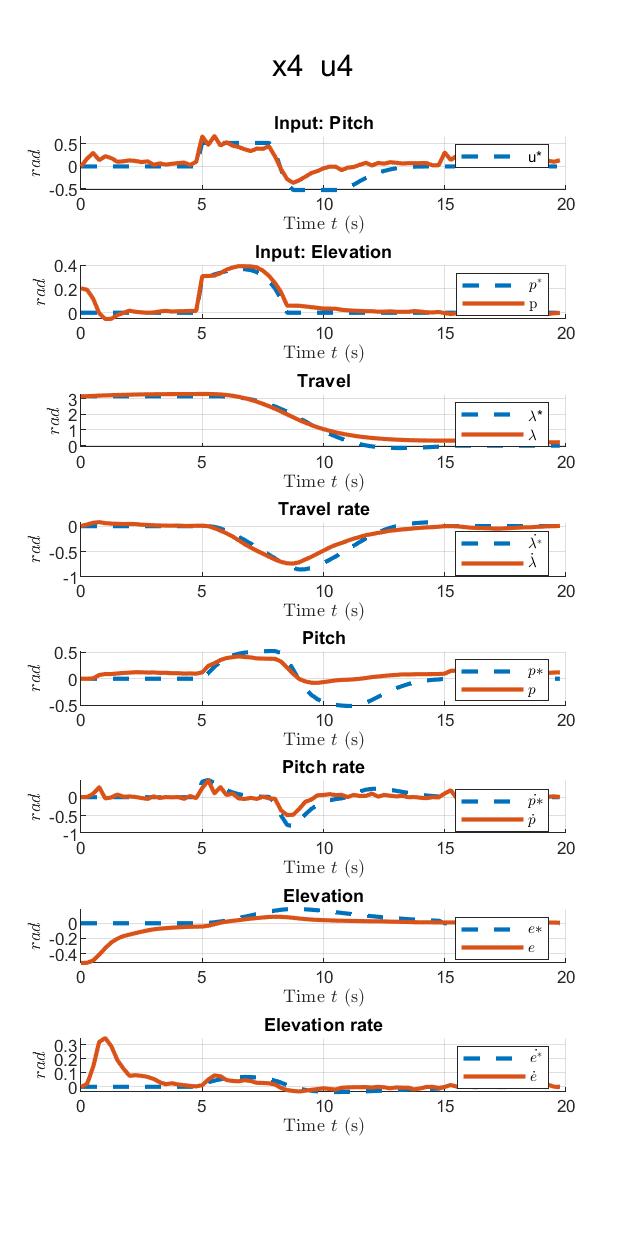 x4 u4
Input: Pitch
rad
0.5
0
-0.5
u*
0 5 10 15 20
Time t (s)
Input: Elevation
rad
0.4
0.2
0
p*
p
0 5 10 15 20
Time t (s)
Travel
rad
3
2
1
0
λ*
λ
0 5 10 15 20
Time t (s)
Travel rate
rad
0
-0.5
-1
λ̇*
λ̇
0 5 10 15 20
Time t (s)
Pitch
rad
0.5
0
-0.5
p*
p
0 5 10 15 20
Time t (s)
Pitch rate
rad
0
-0.5
-1
ṗ*
ṗ
0 5 10 15 20
Time t (s)
Elevation
rad
0
-0.2
-0.4
e*
e
0 5 10 15 20
Time t (s)
Elevation rate
rad
0.3
0.2
0.1
0
ė*
ė
0 5 10 15 20
Time t (s)